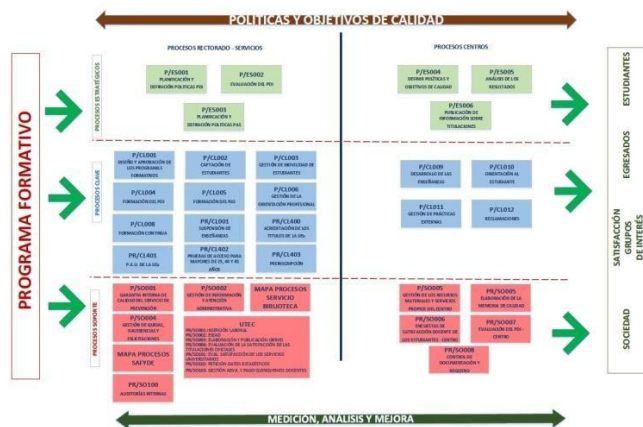 POLÍTICAS Y OBJETIVOS DE CALIDAD
PROCESOS RECTORADO - SERVICIOS
PROCESOS CENTROS
PROGRAMA FORMATIVO
PROCESOS ESTRATÉGICOS
P/ES001
PLANIFICACIÓN Y
DEFINICIÓN POLITICAS PDI
P/ES002
EVALUACIÓN DEL PDI
P/ES003
PLANIFICACIÓN Y
DEFINICIÓN POLITICAS PAS
P/ES004
DEFINIR POLÍTICAS Y
OBJETIVOS DE CALIDAD
P/ES005
ANÁLISIS DE LOS
RESULTADOS
P/ES006
PUBLICACIÓN DE
INFORMACIÓN SOBRE
TITULACIONES
PROCESOS CLAVE
P/CL001
DISEÑO Y APROBACIÓN DE
LOS PROGRAMAS
FORMATIVOS
P/CL002
CAPTACIÓN DE
ESTUDIANTES
P/CL003
GESTIÓN DE MOVILIDAD DE
ESTUDIANTES
P/CL004
FORMACIÓN DEL PDI
P/CL005
FORMACIÓN DEL PAS
P/CL006
GESTIÓN DE LA
ORIENTACIÓN PROFESIONAL
P/CL008
FORMACIÓN CONTINUA
PR/CL001
SUSPENSIÓN DE
ENSEÑANZAS
PR/CL400
ACREDITACIÓN DE LOS
TITULOS DE LA UEx
PR/CL401
P.A.U. DE LA UEx
PR/CL402
PRUEBAS DE ACCESO PARA
MAYORES DE 25, 40 Y 45
AÑOS
PR/CL403
PREINSCRIPCIÓN
P/CL009
DESARROLLO DE LAS
ENSEÑANZAS
P/CL010
ORIENTACIÓN AL
ESTUDIANTE
P/CL011
GESTIÓN DE PRÁCTICAS
EXTERNAS
P/CL012
RECLAMACIONES
PROCESOS SOPORTE
P/SO001
GARANTIA INTERNA DE
CALIDAD DEL SERVICIO DE
PREVENCIÓN
P/SO002
GESTIÓN DE INFORMACIÓN
Y ATENCIÓN
ADMINISTRATIVA
MAPA PROCESOS
SERVICIO
BIBLIOTECA
P/SO004
GESTIÓN DE QUEJAS,
SUGERENCIAS Y
FELICITACIONES
MAPA PROCESOS
SAFYDE
PR/SO100
AUDITORÍAS INTERNAS
UTEC
P/SO005
GESTIÓN DE LOS RECURSOS
MATERIALES Y SERVICIOS
PROPIOS DEL CENTRO
PR/SO005
ELABORACIÓN DE LA
MEMORIA DE CALIDAD
PR/SO006
ENCUESTAS DE
SATISFACCIÓN DOCENTE DE
LOS ESTUDIANTES - CENTRO
PR/SO007
EVALUACIÓN DEL PDI -
CENTRO
PR/SO008
CONTROL DE
DOCUMENTACIÓN Y
REGISTRO
ESTUDIANTES
EGRESADOS
SATISFACCIÓN
GRUPOS
DE INTERÉS
SOCIEDAD
MEDICIÓN, ANÁLISIS Y MEJORA